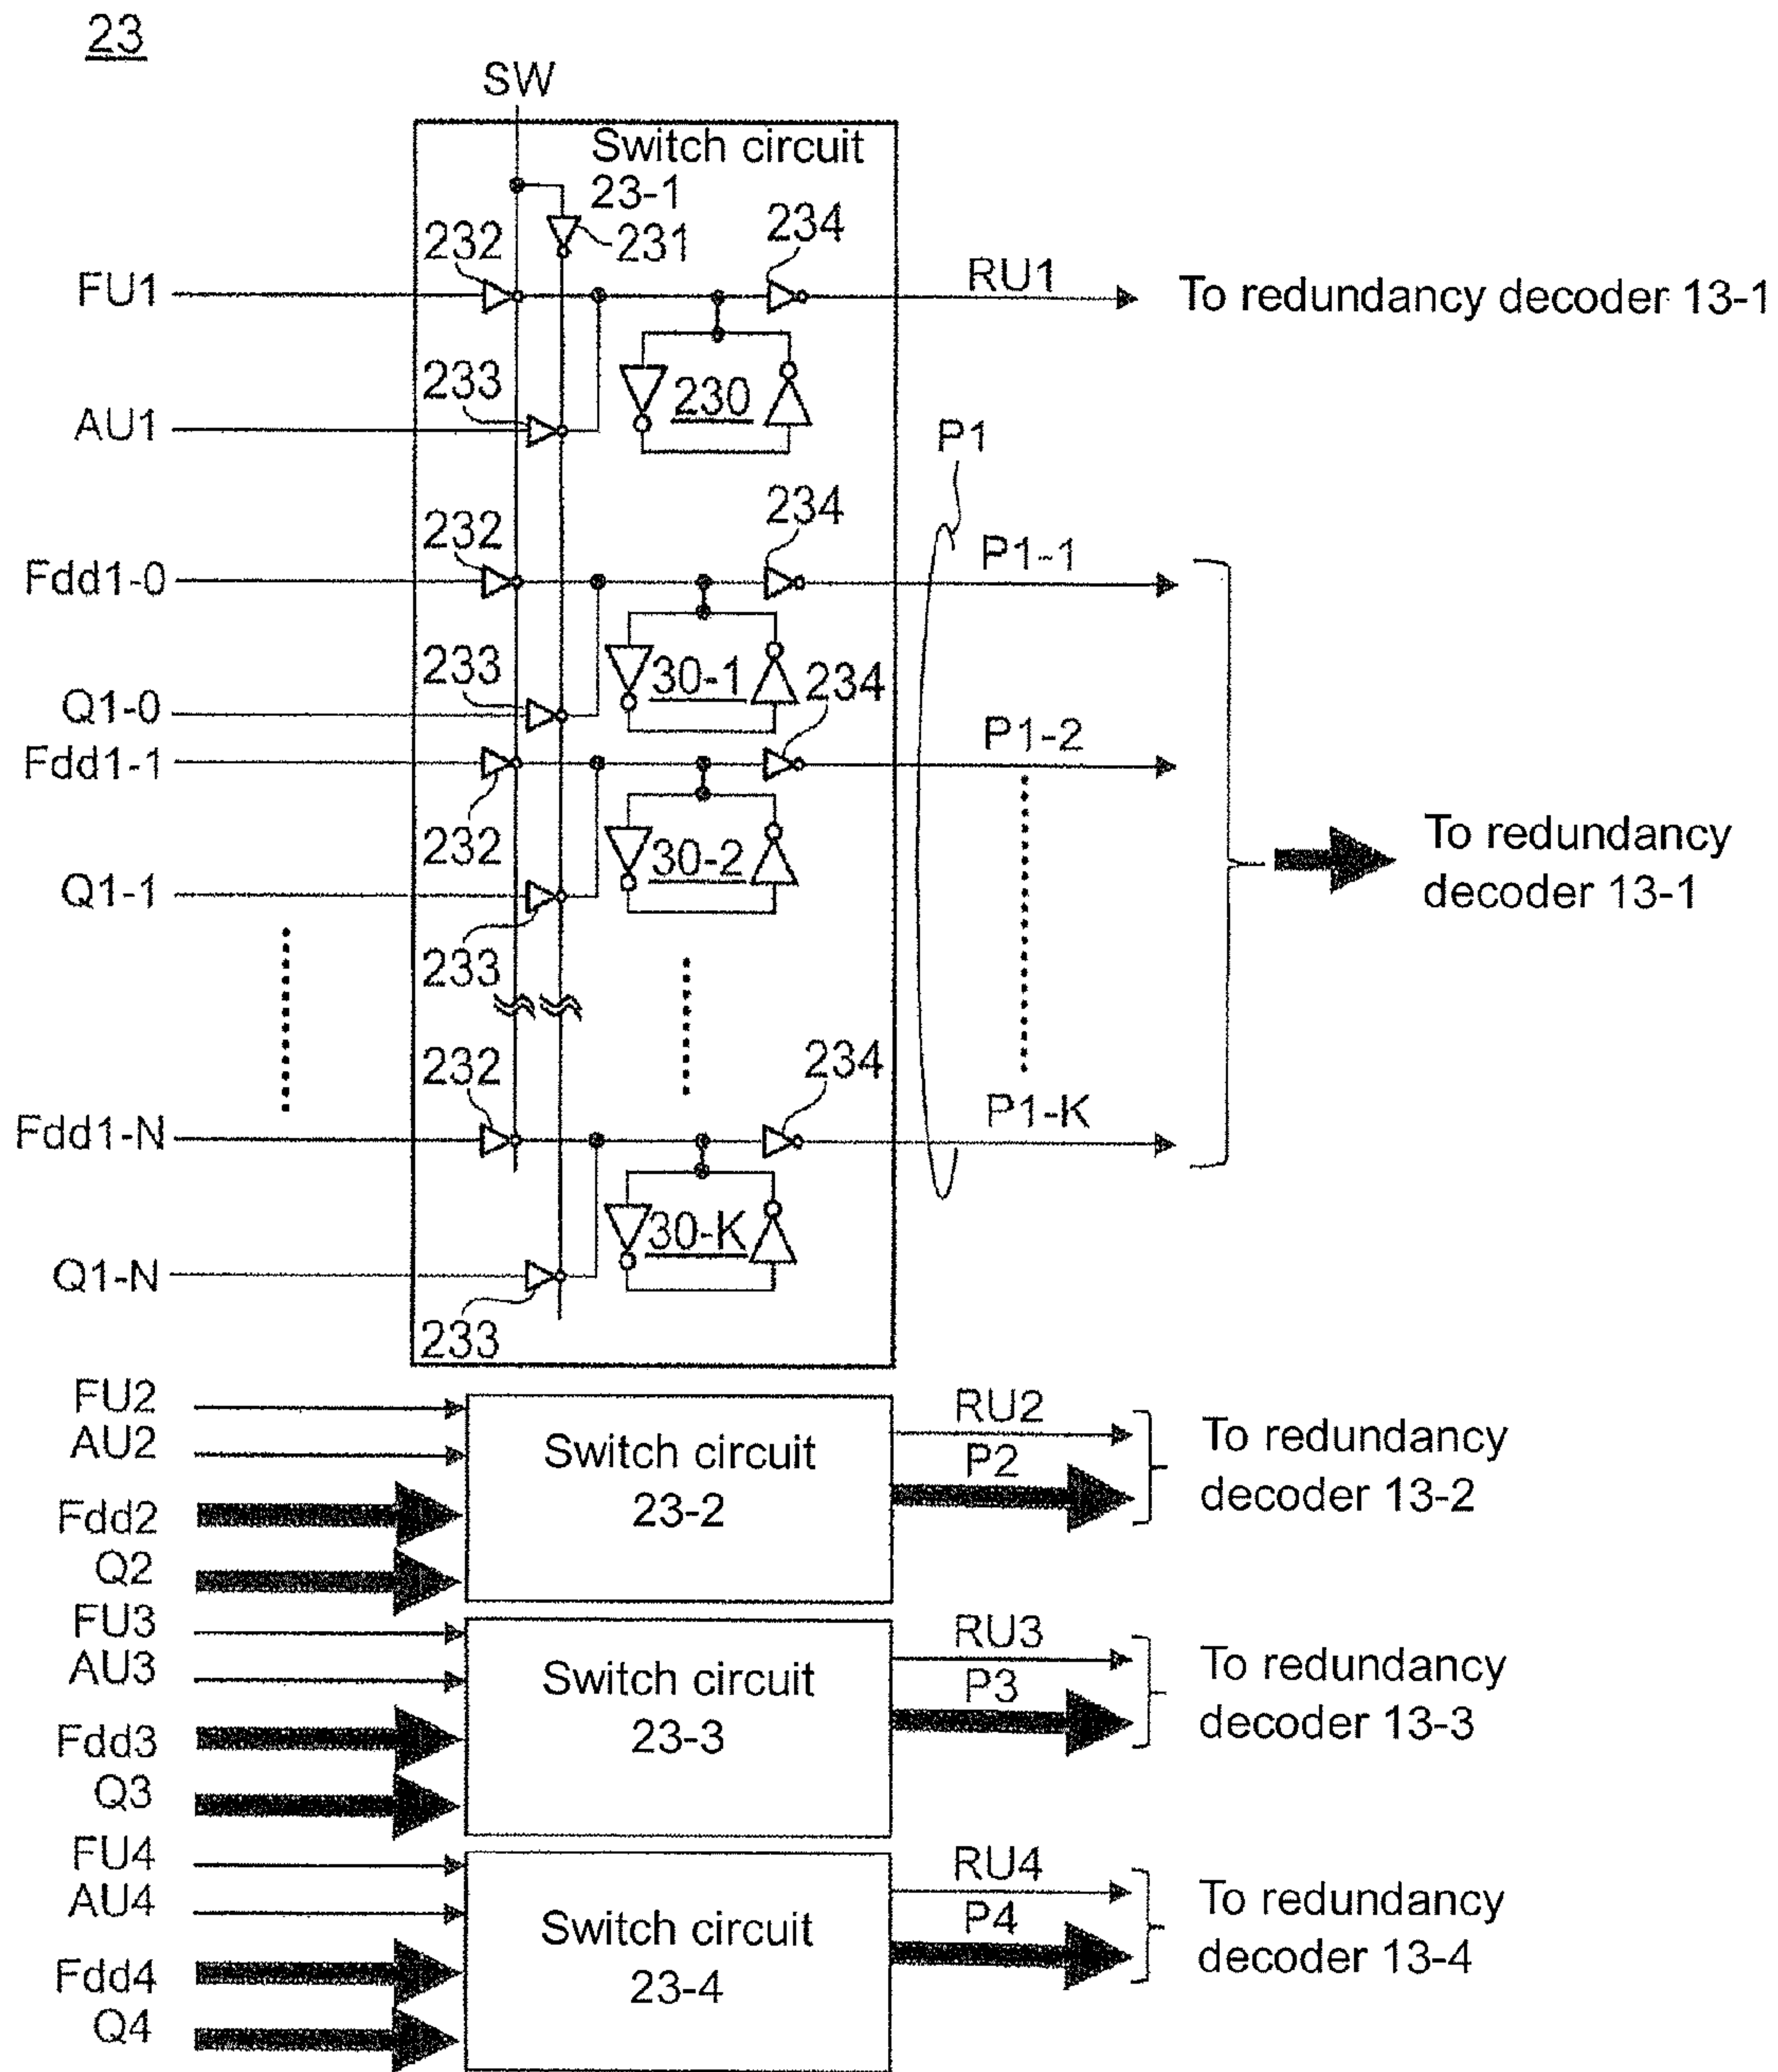 23
SW
Switch circuit
23-1
231
232
234
FU1
RU1
To redundancy decoder 13-1
233
230
AU1
P1
232
234
Fdd1-0
P1-1
233
30-1
234
Q1-0
P1-2
Fdd1-1
232
30-2
To redundancy
decoder 13-1
Q1-1
233
232
234
P1-K
Fdd1-N
30-K
Q1-N
233
FU2
AU2
Fdd2
Q2
Switch circuit
23-2
RU2
P2
To redundancy
decoder 13-2
FU3
AU3
Fdd3
Q3
Switch circuit
23-3
RU3
P3
To redundancy
decoder 13-3
FU4
AU4
Fdd4
Q4
Switch circuit
23-4
RU4
P4
To redundancy
decoder 13-4